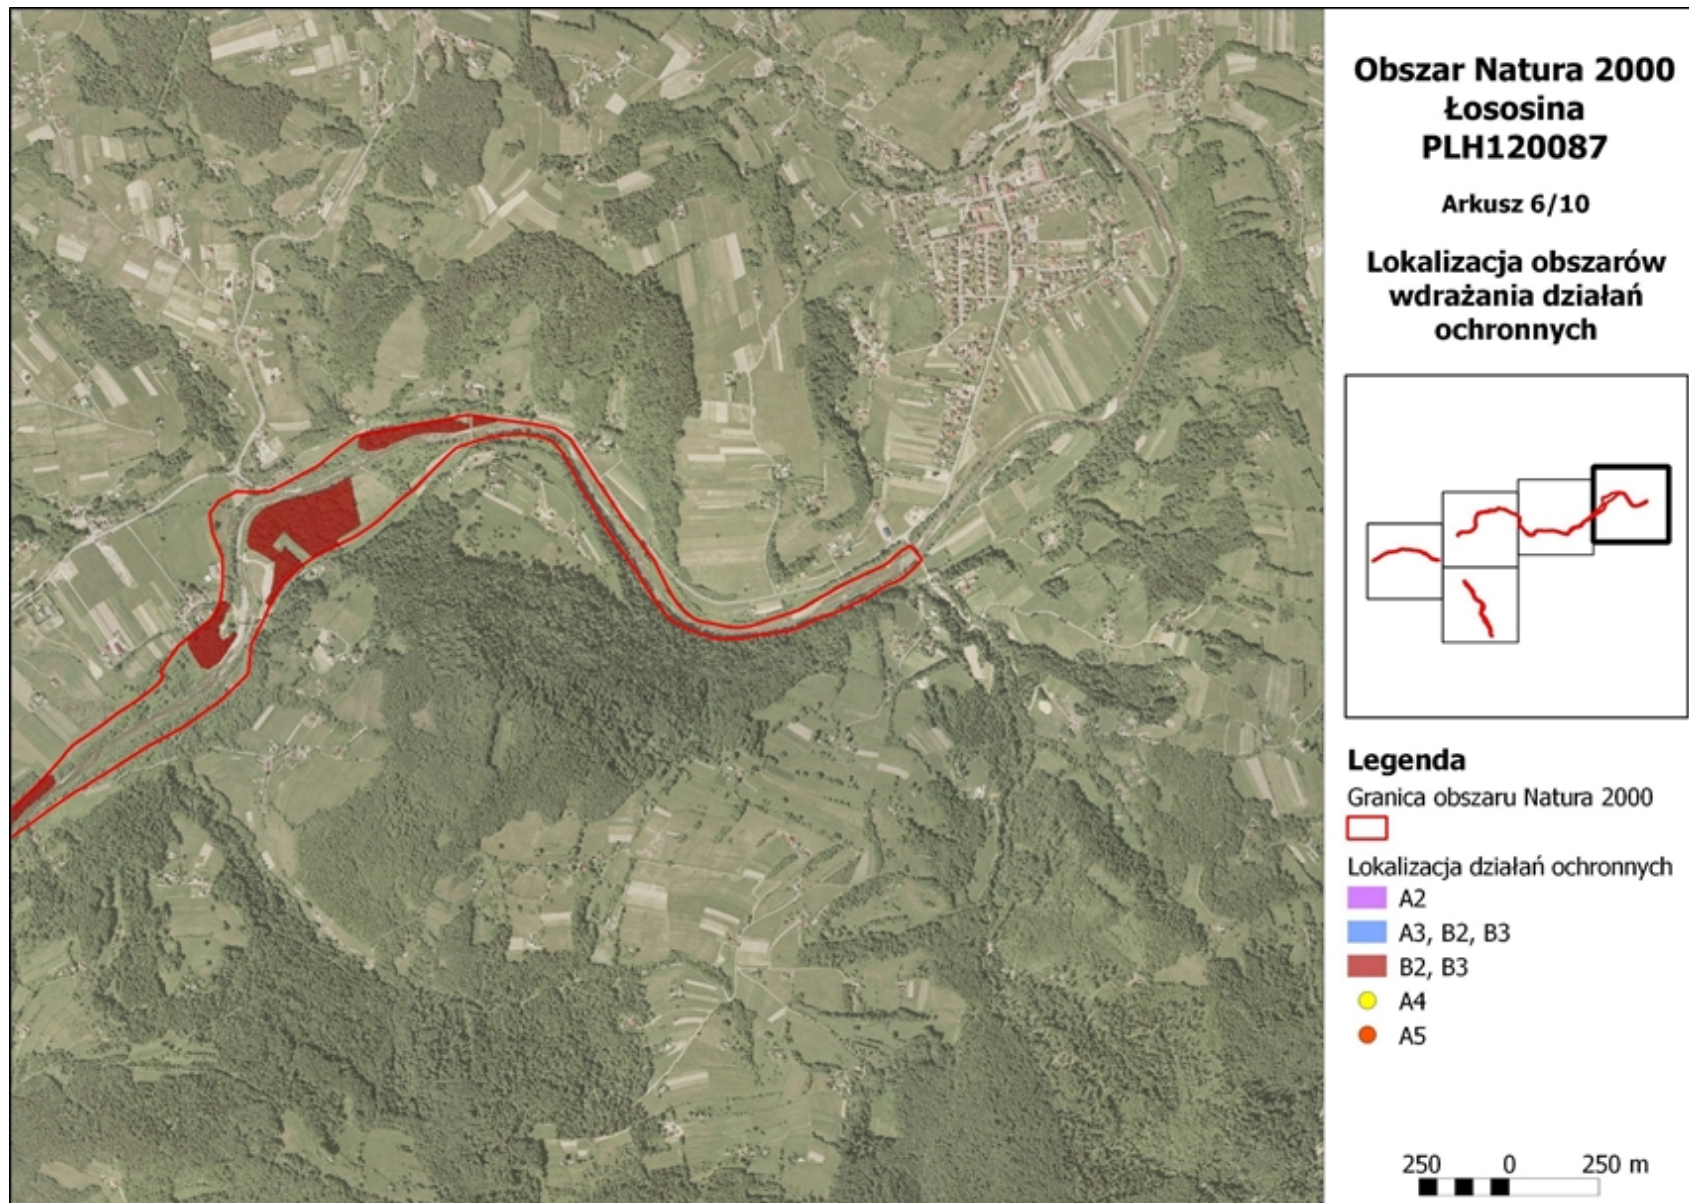 Obszar Natura 2000
Łososina
PLH120087
Arkusz 6/10
Lokalizacja obszarów
wdrażania działań
ochronnych
Legenda
Granica obszaru Natura 2000
Lokalizacja działań ochronnych
A2
A3, B2, B3
B2, B3
A4
A5
250 0 250 m